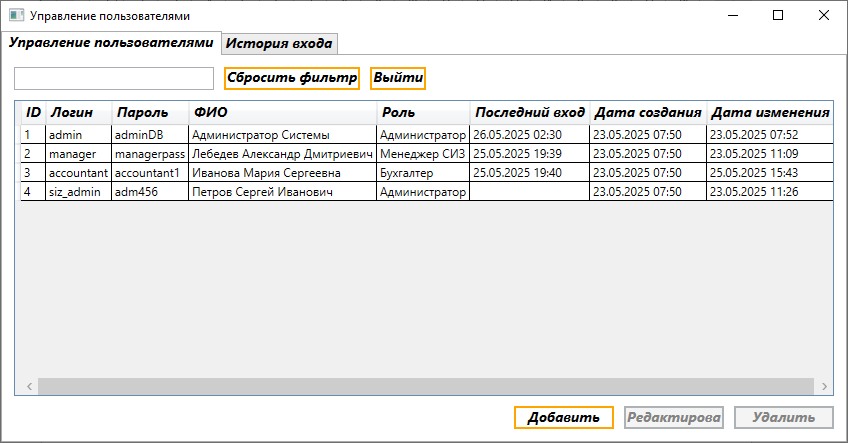 Управление пользователями
Управление пользователями История входа
Сбросить фильтр Выйти
ID Логин Пароль ФИО Роль Последний вход Дата создания Дата изменения
1 admin adminDB Администратор Системы Администратор 26.05.2025 02:30 23.05.2025 07:50 23.05.2025 07:52
2 manager managerpass Лебедев Александр Дмитриевич Менеджер СИЗ 25.05.2025 19:39 23.05.2025 07:50 23.05.2025 11:09
3 accountant accountant1 Иванова Мария Сергеевна Бухгалтер 25.05.2025 19:40 23.05.2025 07:50 25.05.2025 15:43
4 siz_admin adm456 Петров Сергей Иванович Администратор 23.05.2025 07:50 23.05.2025 11:26
Добавить Редактирова Удалить